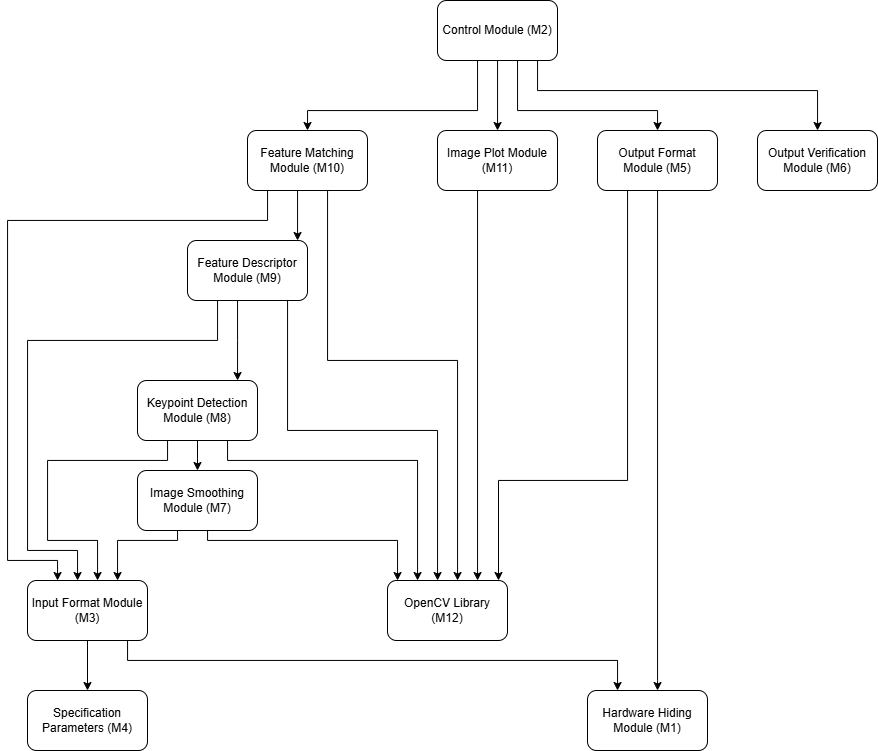 Control Module (M2)
Feature Matching
Module (M10)
Image Plot Module
(M11)
Output Format
Module (M5)
Output Verification
Module (M6)
Feature Descriptor
Module (M9)
Keypoint Detection
Module (M8)
Image Smoothing
Module (M7)
Input Format Module
(M3)
OpenCV Library
(M12)
Specification
Parameters (M4)
Hardware Hiding
Module (M1)